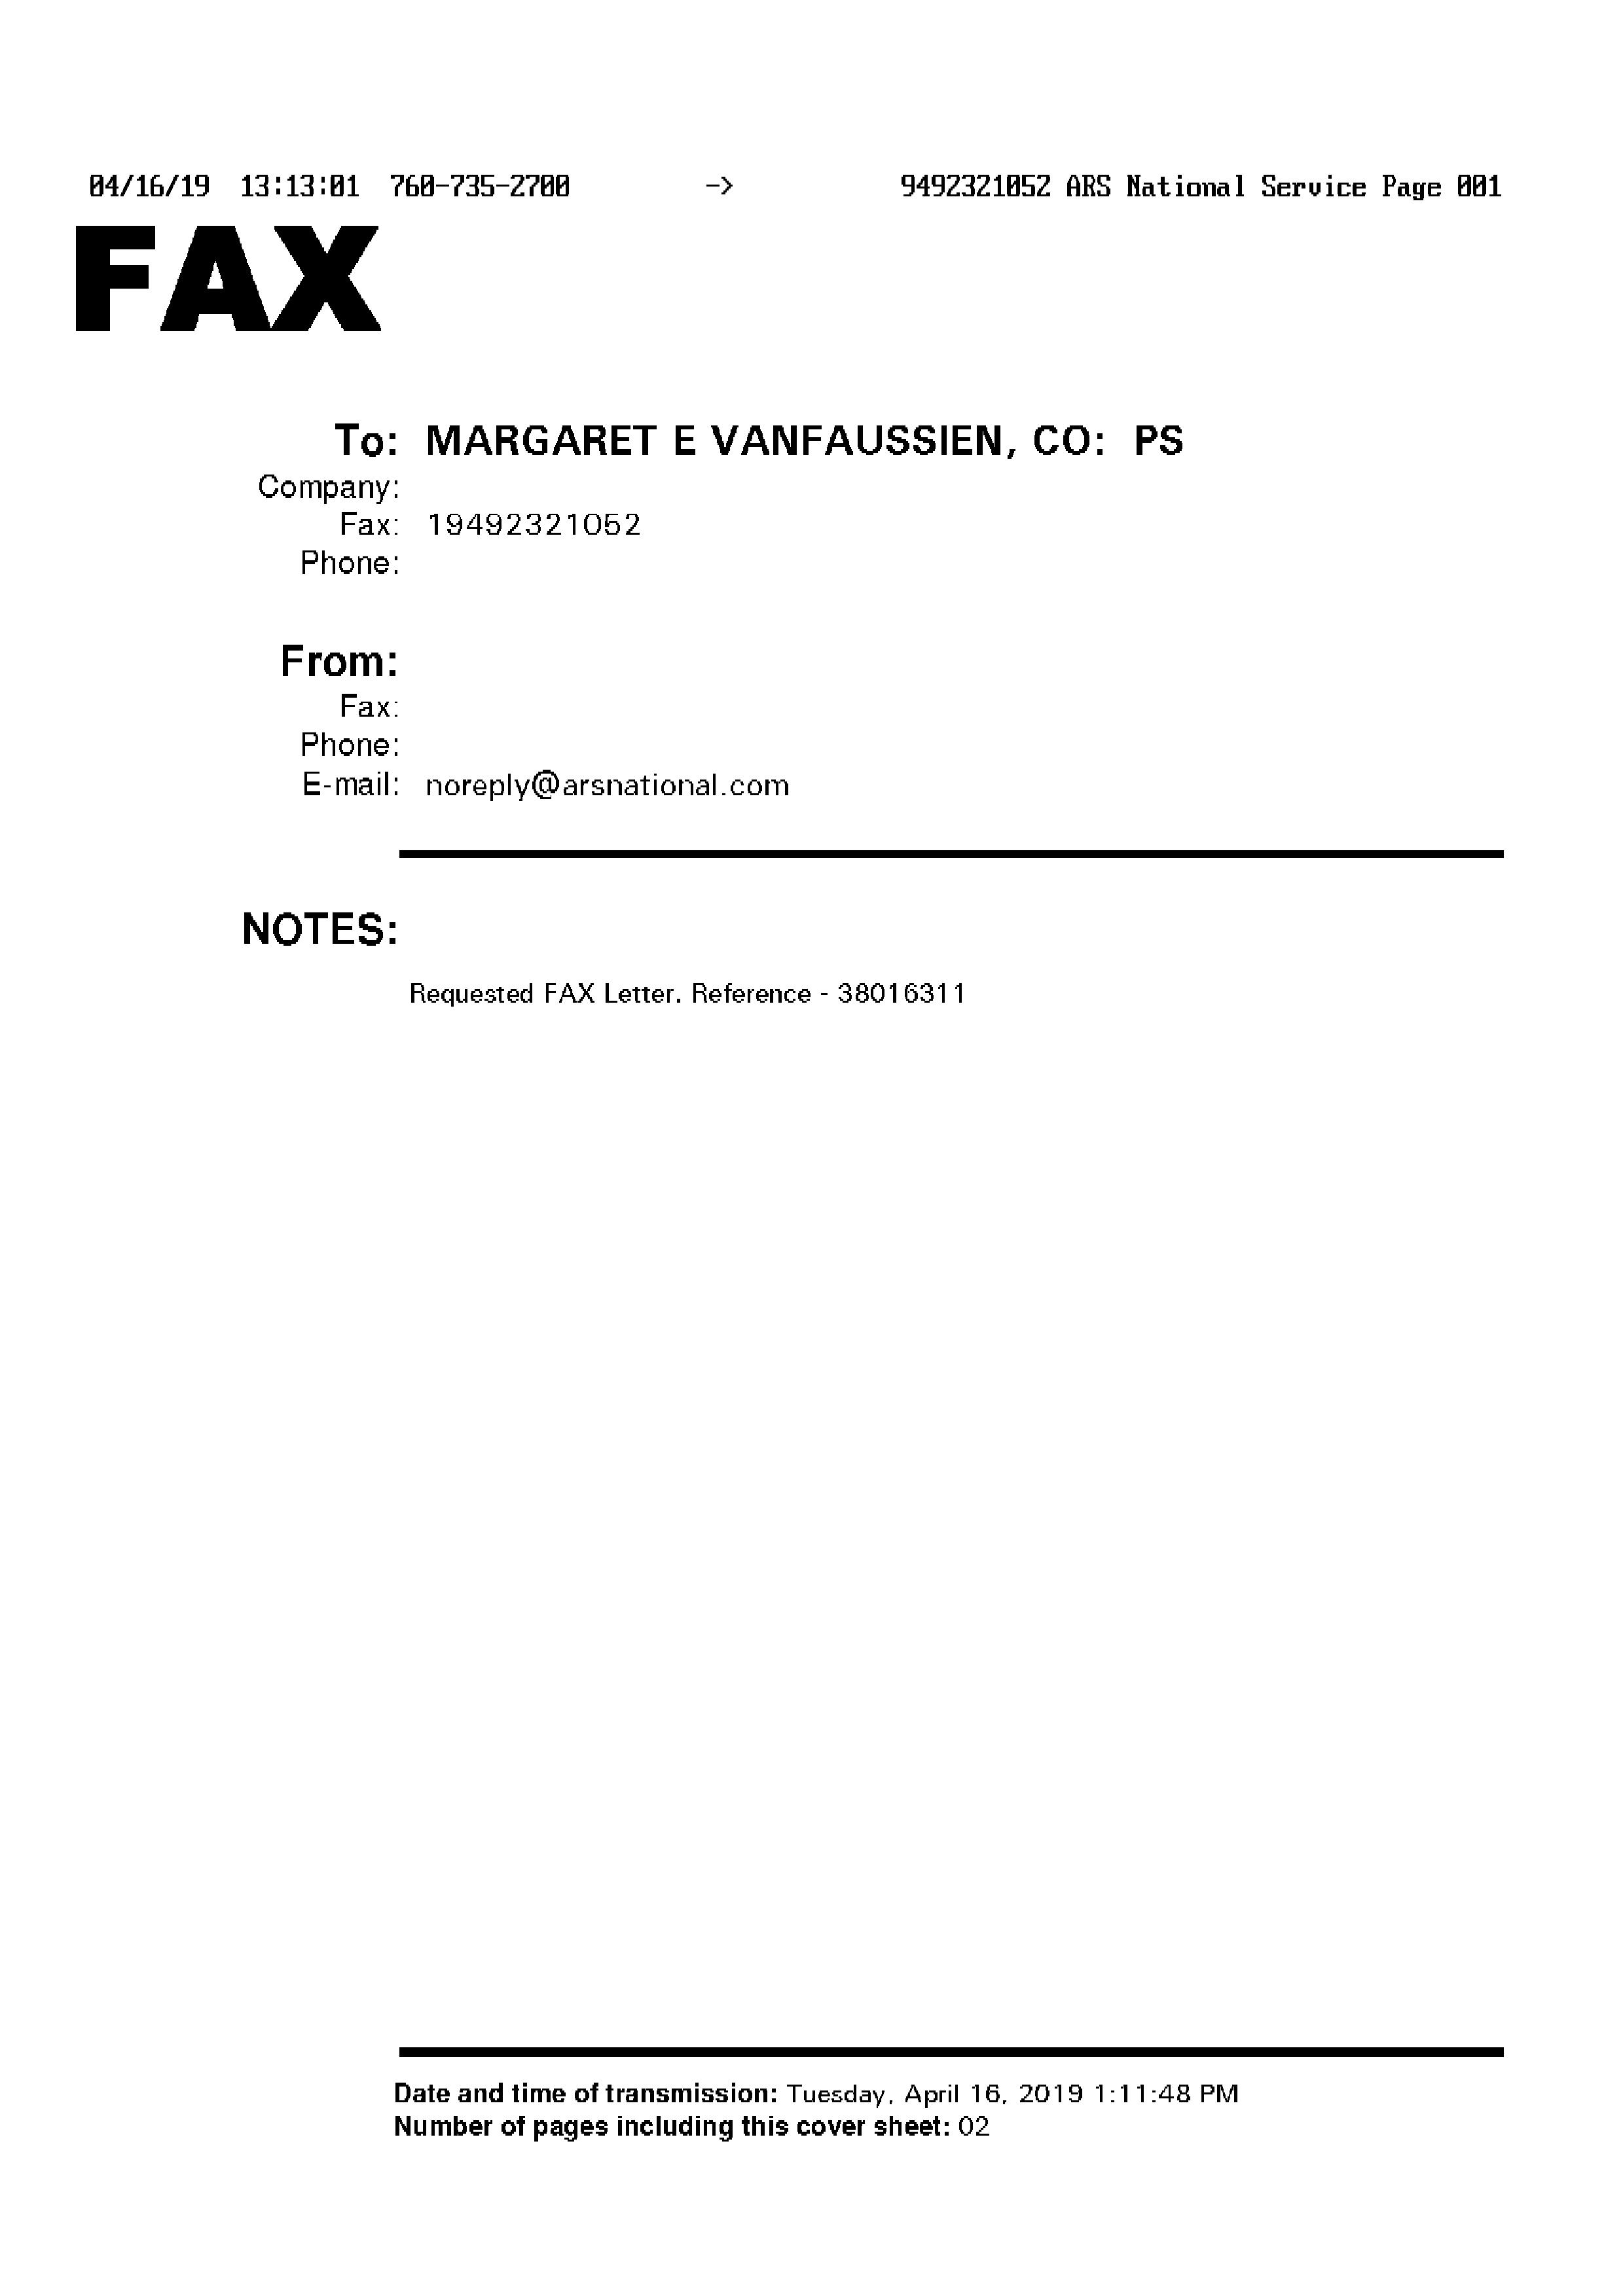 04/16/19 13:13:01 760-735-2700 -> 9492321052 ARS National Service Page 001
FAX
To: MARGARET E VANFAUSSIEN, CO: PS
Company:
Fax: 19492321052
Phone:
From:
Fax:
Phone:
E-mail: noreply@arsnational.com
NOTES:
Requested FAX Letter. Reference - 38016311
Date and time of transmission: Tuesday, April 16, 2019 1:11:48 PM
Number of pages including this cover sheet: 02